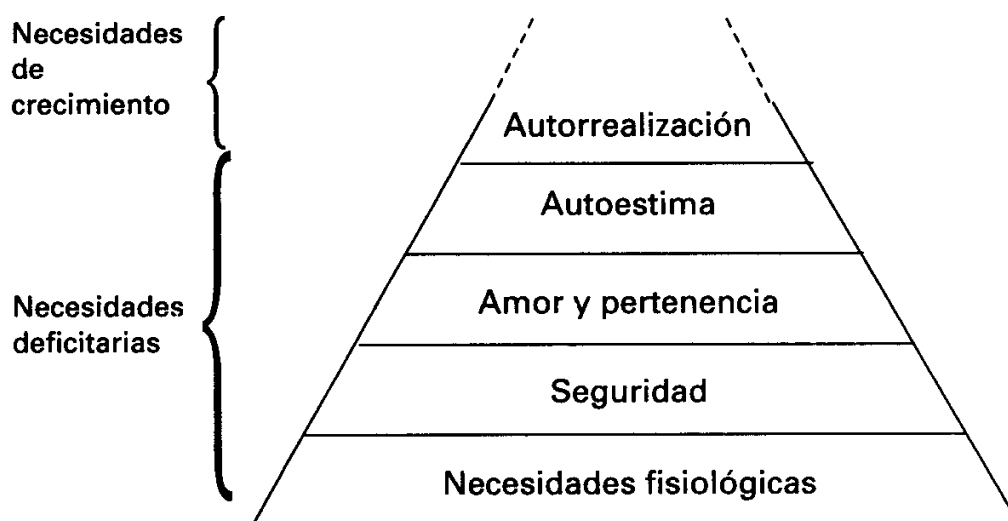 Necesidades
de
crecimiento
Autorrealización
Autoestima
Necesidades
deficitarias
Amor y pertenencia
Seguridad
Necesidades fisiológicas